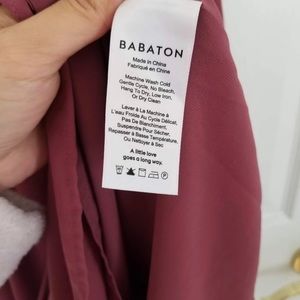 BABATON
Made in China
Fabriqué en Chine
Machine Wash Cold
Gentle Cycle, No Bleach,
Hang To Dry, Low Iron,
Or Dry Clean
Laver À La Machine À
L'eau Froide Au Cycle Délicat,
Pas De Blanchiment,
Suspendre Pour Sécher,
Repasser à Basse Température,
Ou Nettoyer à Sec
A little love
goes a long way.